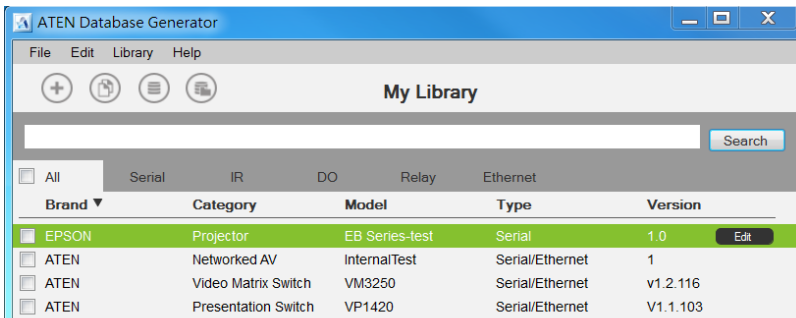 ATEN Database Generator
File Edit Library Help
My Library
Search
All Serial IR DO Relay Ethernet
Brand ▼ Category Model Type Version
EPSON Projector EB Series-test Serial 1.0 Edit
ATEN Networked AV InternalTest Serial/Ethernet 1
ATEN Video Matrix Switch VM3250 Serial/Ethernet v1.2.116
ATEN Presentation Switch VP1420 Serial/Ethernet V1.1.103